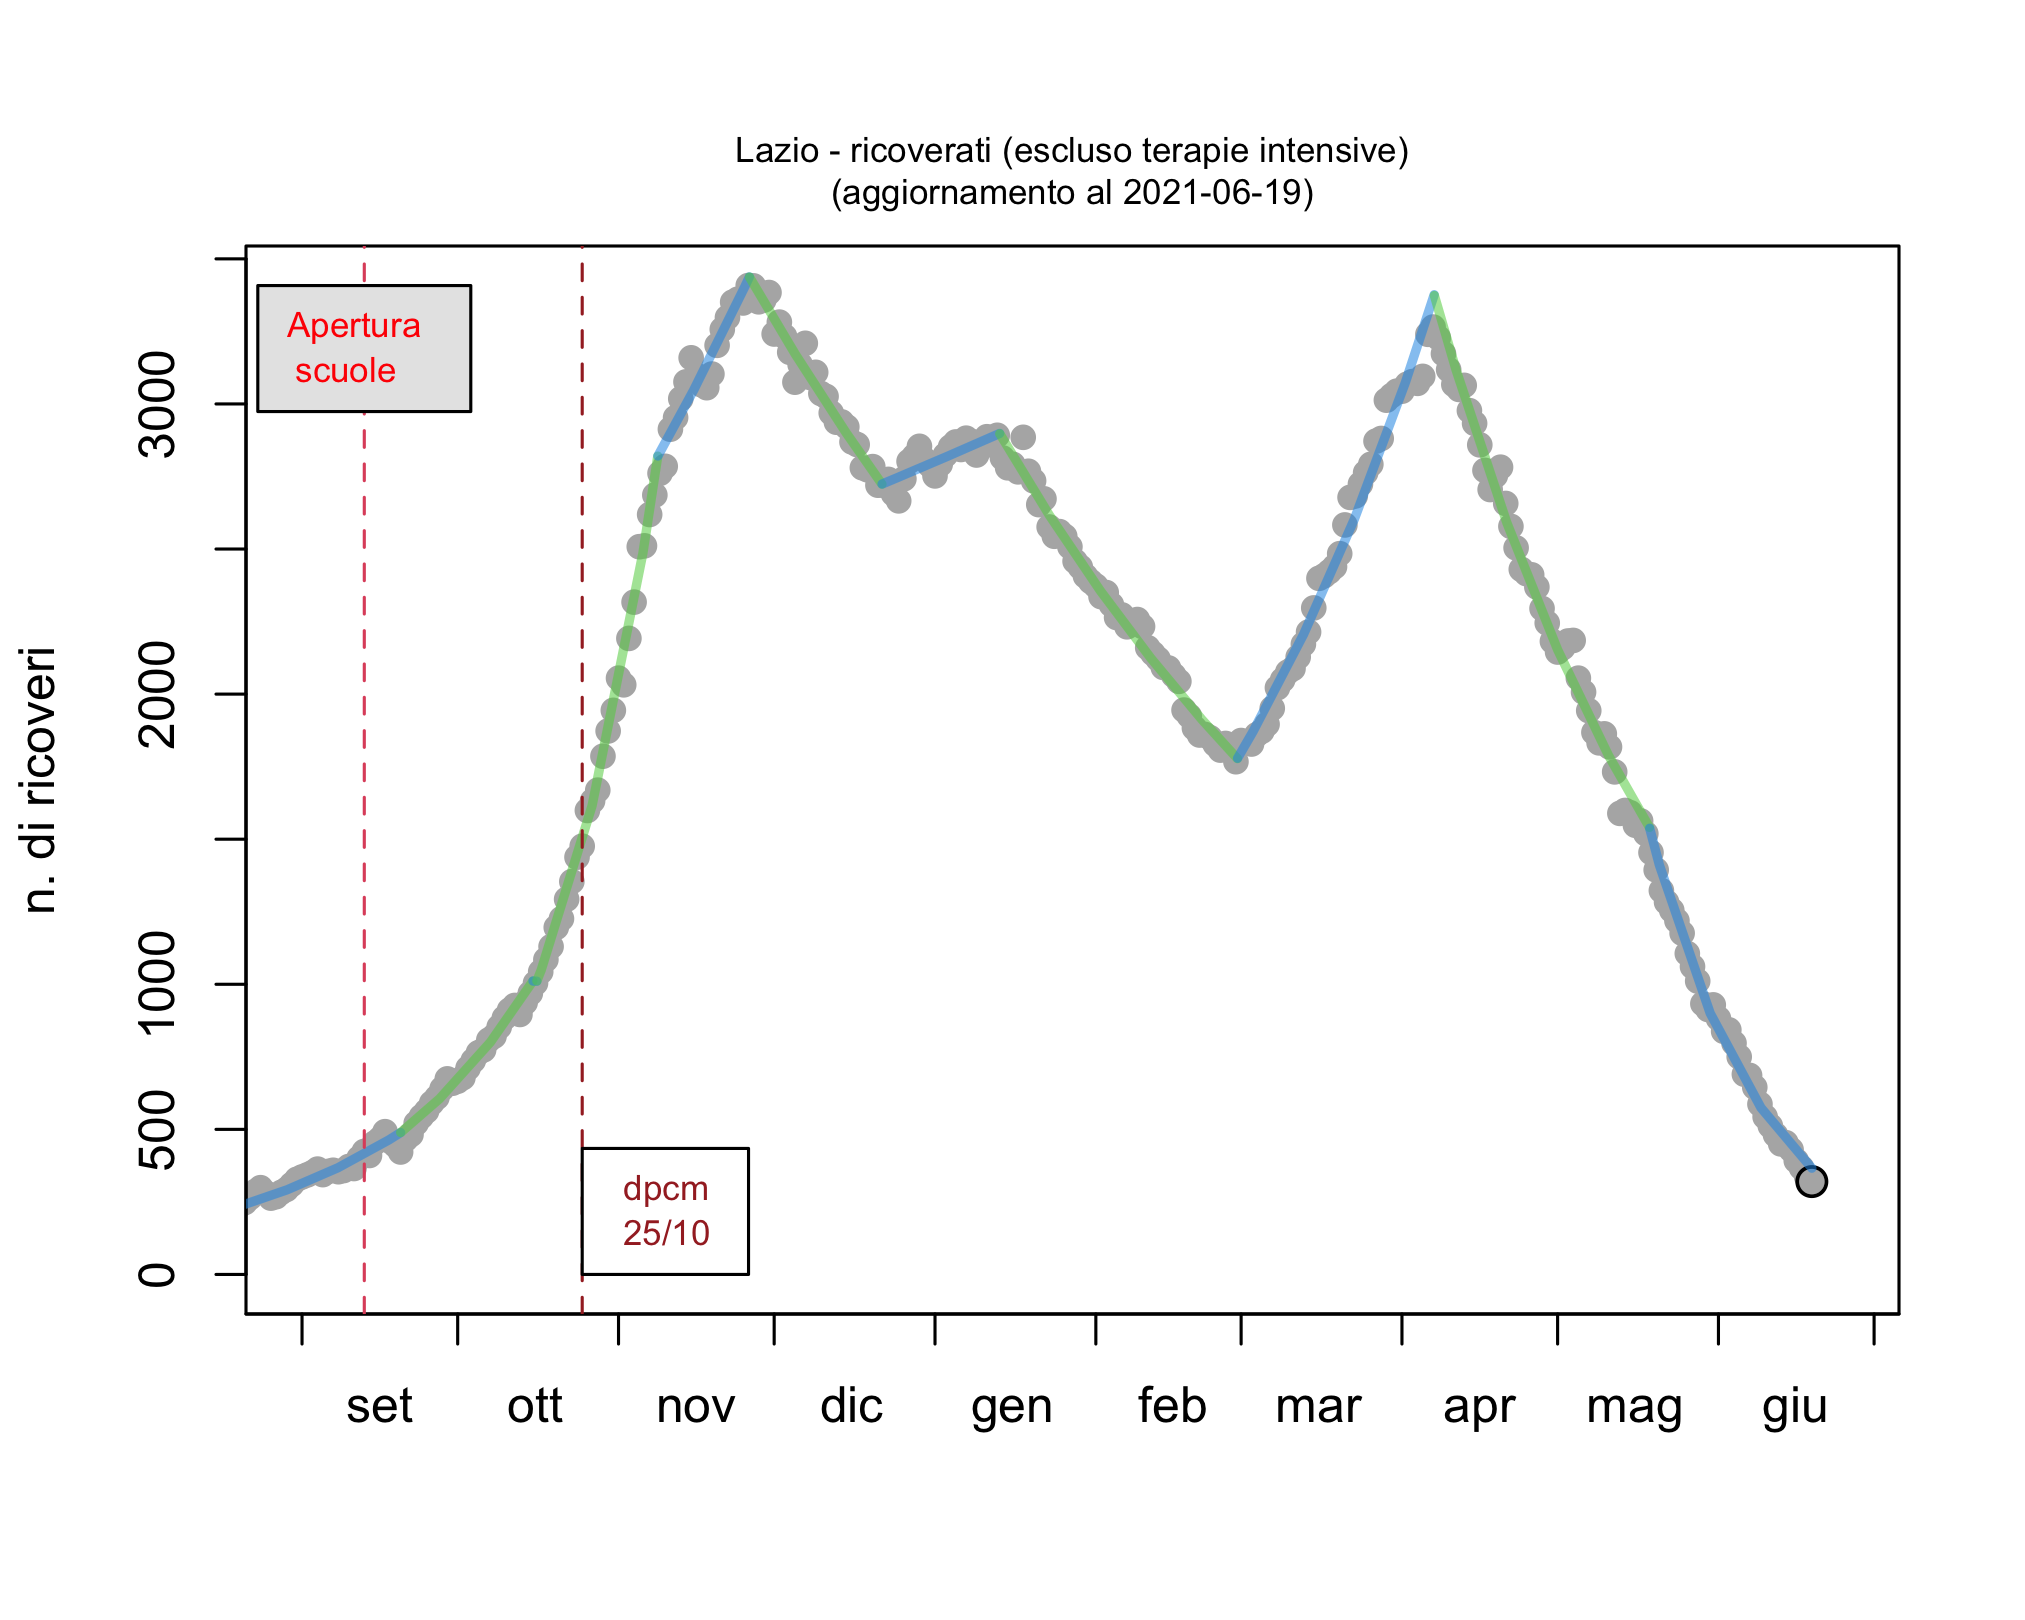 Lazio - ricoverati (escluso terapie intensive)
(aggiornamento al 2021-06-19)
Apertura
scuole
dpcm
25/10
n. di ricoveri
3000
2000
1000
500
0
set ott nov dic gen feb mar apr mag giu